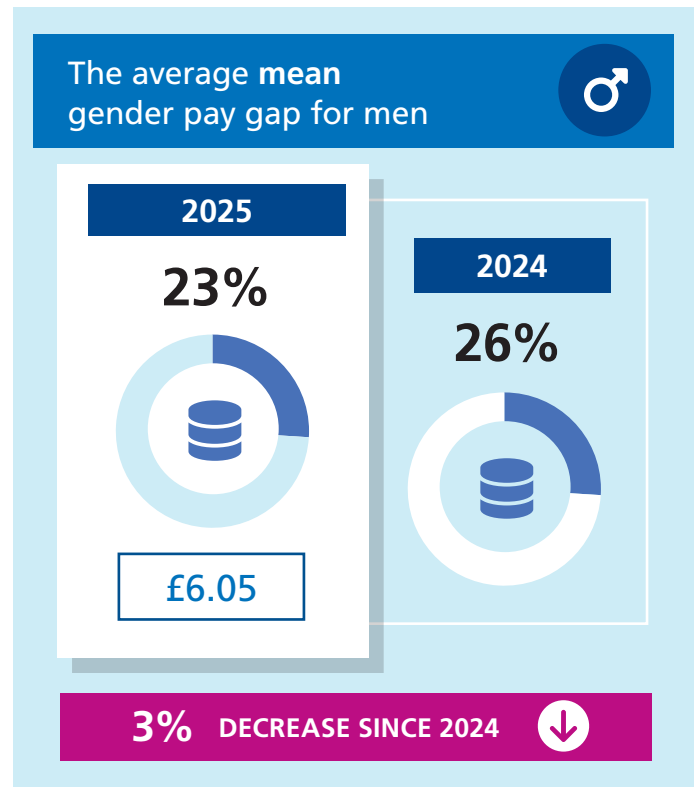 The average mean
gender pay gap for men
2025
23%
£6.05
2024
26%
3% DECREASE SINCE 2024